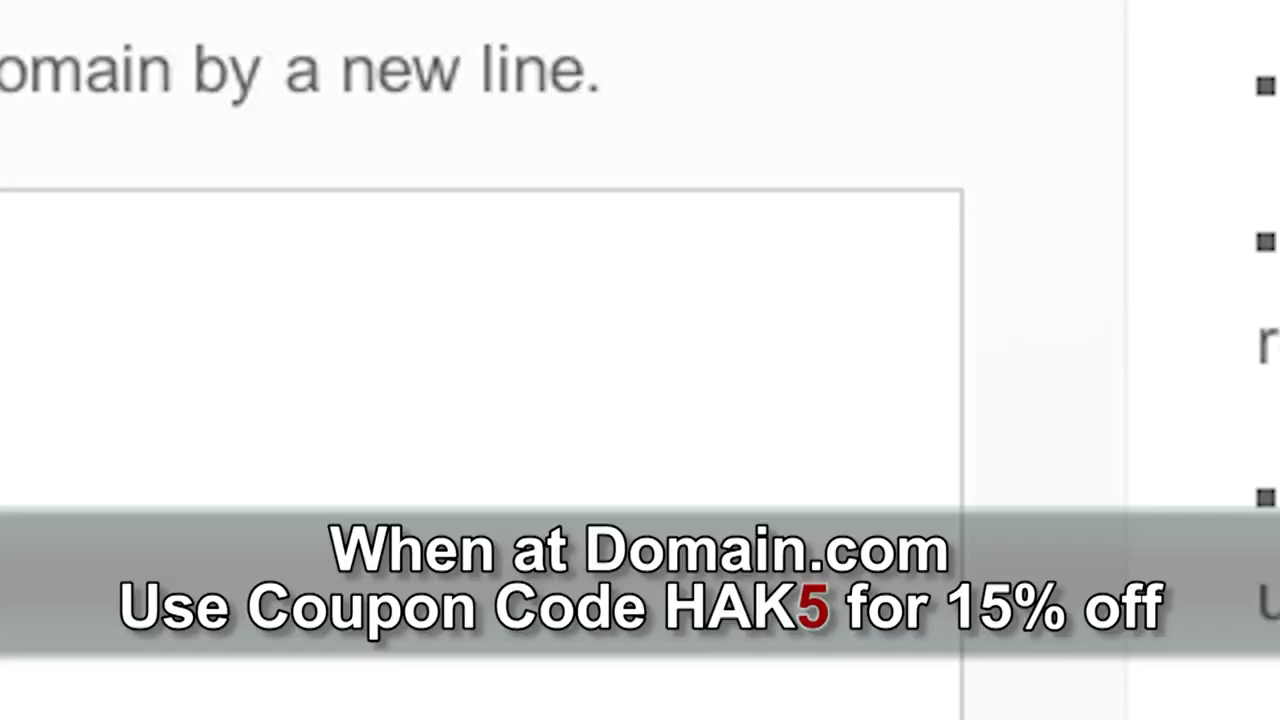 omain by a new line.
When at Domain.com
Use Coupon Code HAK5 for 15% off